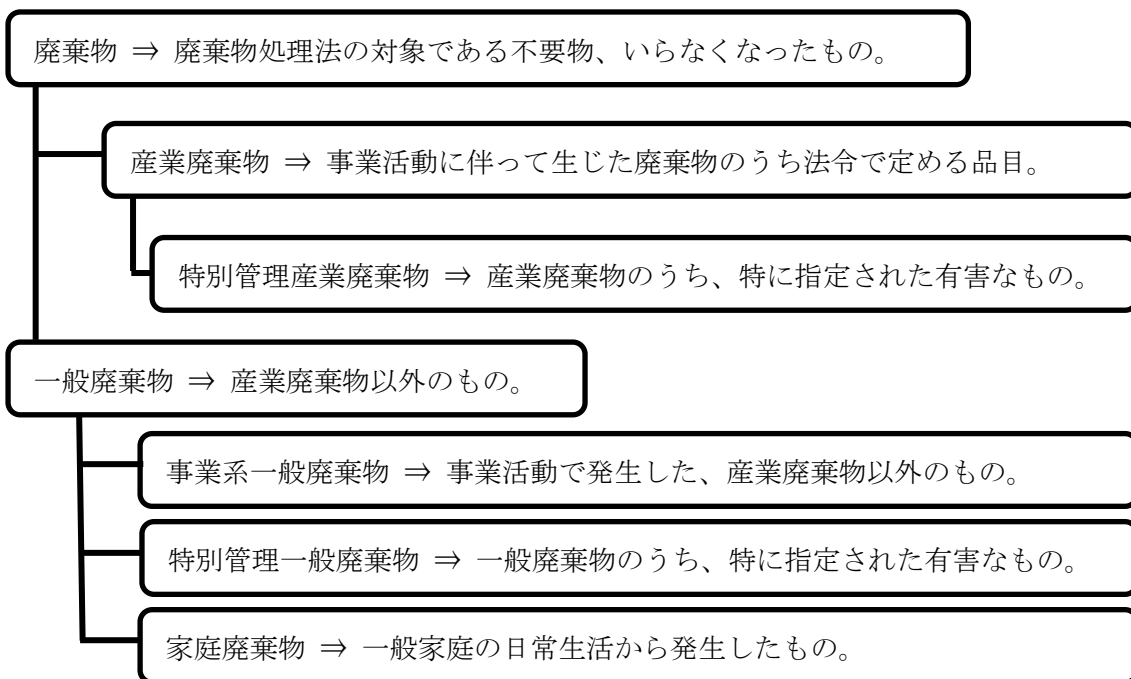 廃棄物 ⇒ 廃棄物処理法の対象である不要物、いらなくなったもの。
産業廃棄物 ⇒ 事業活動に伴って生じた廃棄物のうち法令で定める品目。
特別管理産業廃棄物 ⇒ 産業廃棄物のうち、特に指定された有害なもの。
一般廃棄物 ⇒ 産業廃棄物以外のもの。
事業系一般廃棄物 ⇒ 事業活動で発生した、産業廃棄物以外のもの。
特別管理一般廃棄物 ⇒ 一般廃棄物のうち、特に指定された有害なもの。
家庭廃棄物 ⇒ 一般家庭の日常生活から発生したもの。